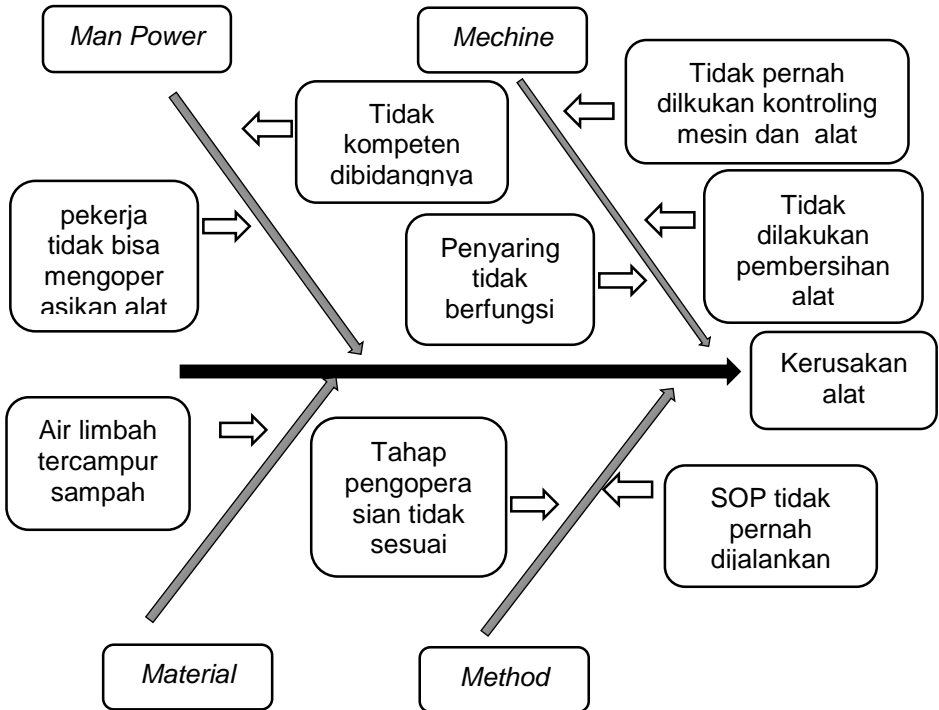 Man Power
Mechine
Tidak pernah
dilkukan kontroling
mesin dan alat
Tidak
kompeten
dibidangnya
pekerja
tidak bisa
mengoper
asikan alat
Penyaring
tidak
berfungsi
Tidak
dilakukan
pembersihan
alat
Kerusakan
alat
Air limbah
tercampur
sampah
Tahap
pengopera
sian tidak
sesuai
SOP tidak
pernah
dijalankan
Material
Method